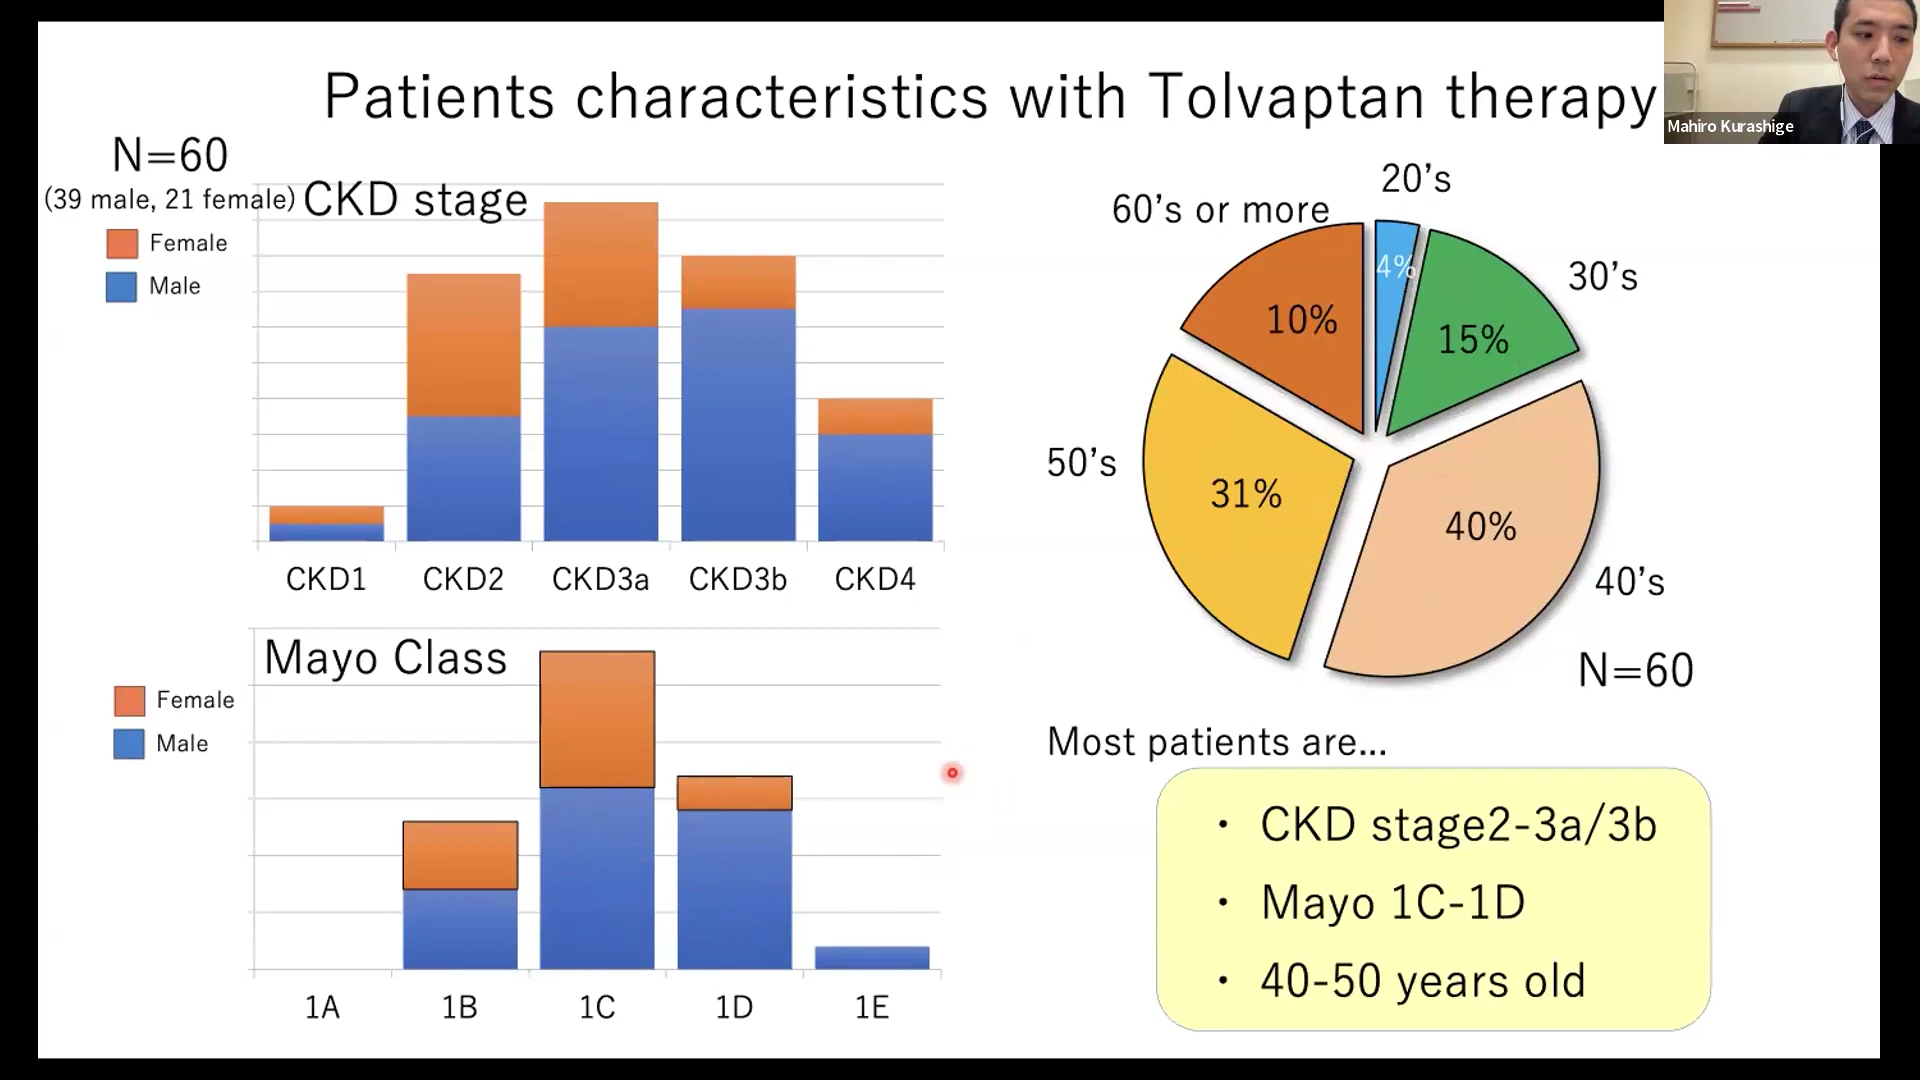 Patients characteristics with Tolvaptan therapy
Mahiro Kurashige
N=60
(39 male, 21 female)
CKD stage
Female
Male
CKD1 CKD2 CKD3a CKD3b CKD4
Mayo Class
Female
Male
1A 1B 1C 1D 1E
20’s
60’s or more
30’s
4%
10%
15%
50’s
31%
40%
40’s
N=60
Most patients are...
・ CKD stage2-3a/3b
・ Mayo 1C-1D
・ 40-50 years old